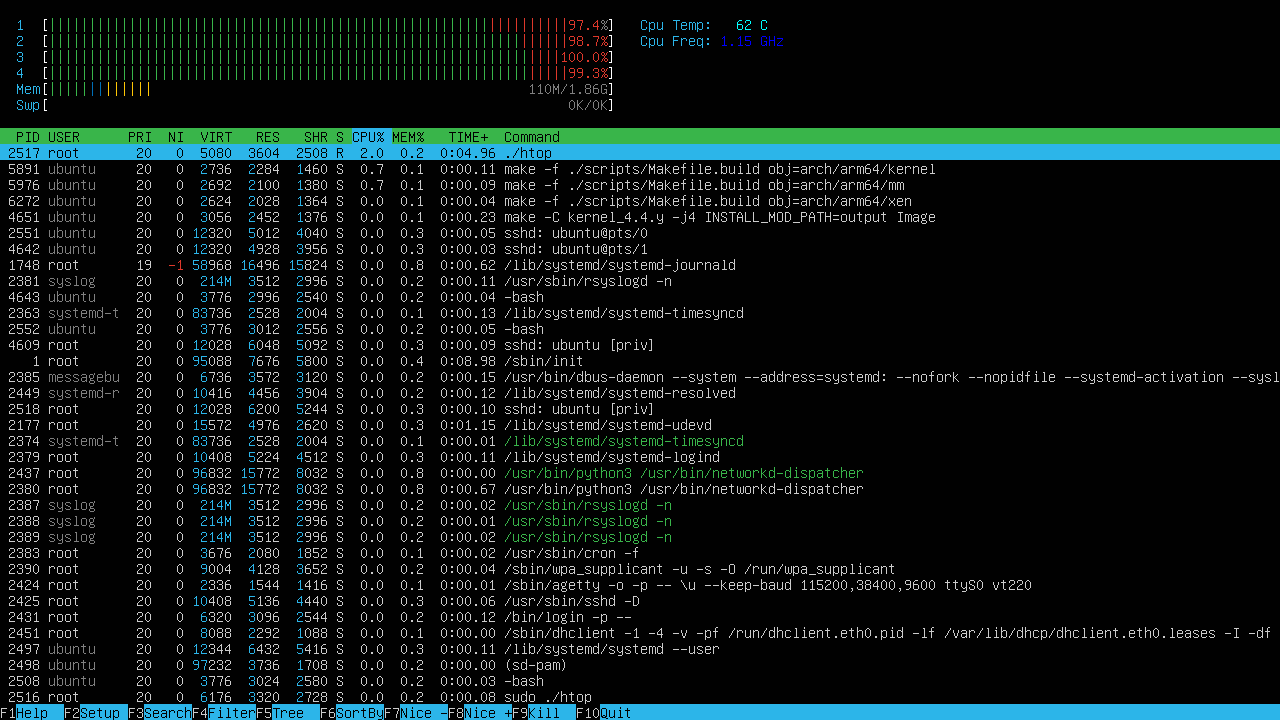 1 [97.4%] Cpu Temp: 62 C
2 [98.7%] Cpu Freq: 1.15 GHz
3 [100.0%]
4 [99.3%]
Mem[110M/1.86G]
Swp[0K/0K]
PID USER PRI NI VIRT RES SHR S CPU% MEM% TIME+ Command
2517 root 20 0 5080 3604 2508 R 2.0 0.2 0:04.96 ./htop
5891 ubuntu 20 0 2736 2284 1460 S 0.7 0.1 0:00.11 make -f ./scripts/Makefile.build obj=arch/arm64/kernel
5976 ubuntu 20 0 2692 2100 1380 S 0.7 0.1 0:00.09 make -f ./scripts/Makefile.build obj=arch/arm64/mm
6272 ubuntu 20 0 2624 2028 1364 S 0.0 0.1 0:00.04 make -f ./scripts/Makefile.build obj=arch/arm64/xen
4651 ubuntu 20 0 3056 2452 1376 S 0.0 0.1 0:00.23 make -C kernel_4.4.y -j4 INSTALL_MOD_PATH=output Image
2551 ubuntu 20 0 12320 5012 4040 S 0.0 0.3 0:00.05 sshd: ubuntu@pts/0
4642 ubuntu 20 0 12320 4928 3956 S 0.0 0.3 0:00.03 sshd: ubuntu@pts/1
1748 root 19 -1 58968 16496 15824 S 0.0 0.8 0:00.62 /lib/systemd/systemd-journald
2381 syslog 20 0 214M 3512 2996 S 0.0 0.2 0:00.11 /usr/sbin/rsyslogd -n
4643 ubuntu 20 0 3776 2996 2540 S 0.0 0.2 0:00.04 -bash
2363 systemd-t 20 0 83736 2528 2004 S 0.0 0.1 0:00.13 /lib/systemd/systemd-timesyncd
2552 ubuntu 20 0 3776 3012 2556 S 0.0 0.2 0:00.05 -bash
4609 root 20 0 12028 6048 5092 S 0.0 0.3 0:00.09 sshd: ubuntu [priv]
1 root 20 0 95088 7676 5800 S 0.0 0.4 0:08.98 /sbin/init
2385 messagebu 20 0 6736 3572 3120 S 0.0 0.2 0:00.15 /usr/bin/dbus-daemon --system --address=systemd: --nofork --nopidfile --systemd-activation --sysl
2449 systemd-r 20 0 10416 4456 3904 S 0.0 0.2 0:00.12 /lib/systemd/systemd-resolved
2518 root 20 0 12028 6200 5244 S 0.0 0.3 0:00.10 sshd: ubuntu [priv]
2177 root 20 0 15572 4976 2620 S 0.0 0.3 0:01.15 /lib/systemd/systemd-udevd
2374 systemd-t 20 0 83736 2528 2004 S 0.0 0.1 0:00.01 /lib/systemd/systemd-timesyncd
2379 root 20 0 10408 5224 4512 S 0.0 0.3 0:00.11 /lib/systemd/systemd-logind
2437 root 20 0 96832 15772 8032 S 0.0 0.8 0:00.00 /usr/bin/python3 /usr/bin/networkd-dispatcher
2380 root 20 0 96832 15772 8032 S 0.0 0.8 0:00.67 /usr/bin/python3 /usr/bin/networkd-dispatcher
2387 syslog 20 0 214M 3512 2996 S 0.0 0.2 0:00.02 /usr/sbin/rsyslogd -n
2388 syslog 20 0 214M 3512 2996 S 0.0 0.2 0:00.01 /usr/sbin/rsyslogd -n
2389 syslog 20 0 214M 3512 2996 S 0.0 0.2 0:00.02 /usr/sbin/rsyslogd -n
2383 root 20 0 3676 2080 1852 S 0.0 0.1 0:00.02 /usr/sbin/cron -f
2390 root 20 0 9004 4128 3652 S 0.0 0.2 0:00.04 /sbin/wpa_supplicant -u -s -O /run/wpa_supplicant
2424 root 20 0 2336 1544 1416 S 0.0 0.1 0:00.01 /sbin/agetty -o -p -- \u --keep-baud 115200,38400,9600 ttyS0 vt220
2425 root 20 0 10408 5136 4440 S 0.0 0.3 0:00.06 /usr/sbin/sshd -D
2431 root 20 0 6320 3096 2544 S 0.0 0.2 0:00.12 /bin/login -p --
2451 root 20 0 8088 2292 1088 S 0.0 0.1 0:00.00 /sbin/dhclient -1 -4 -v -pf /run/dhclient.eth0.pid -lf /var/lib/dhcp/dhclient.eth0.leases -I -df
2497 ubuntu 20 0 12344 6432 5416 S 0.0 0.3 0:00.11 /lib/systemd/systemd --user
2498 ubuntu 20 0 97232 3736 1708 S 0.0 0.2 0:00.00 (sd-pam)
2508 ubuntu 20 0 3776 3024 2580 S 0.0 0.2 0:00.03 -bash
2516 root 20 0 6176 3320 2728 S 0.0 0.2 0:00.08 sudo ./htop
F1Help F2Setup F3SearchF4FilterF5Tree F6SortByF7Nice -F8Nice +F9Kill F10Quit